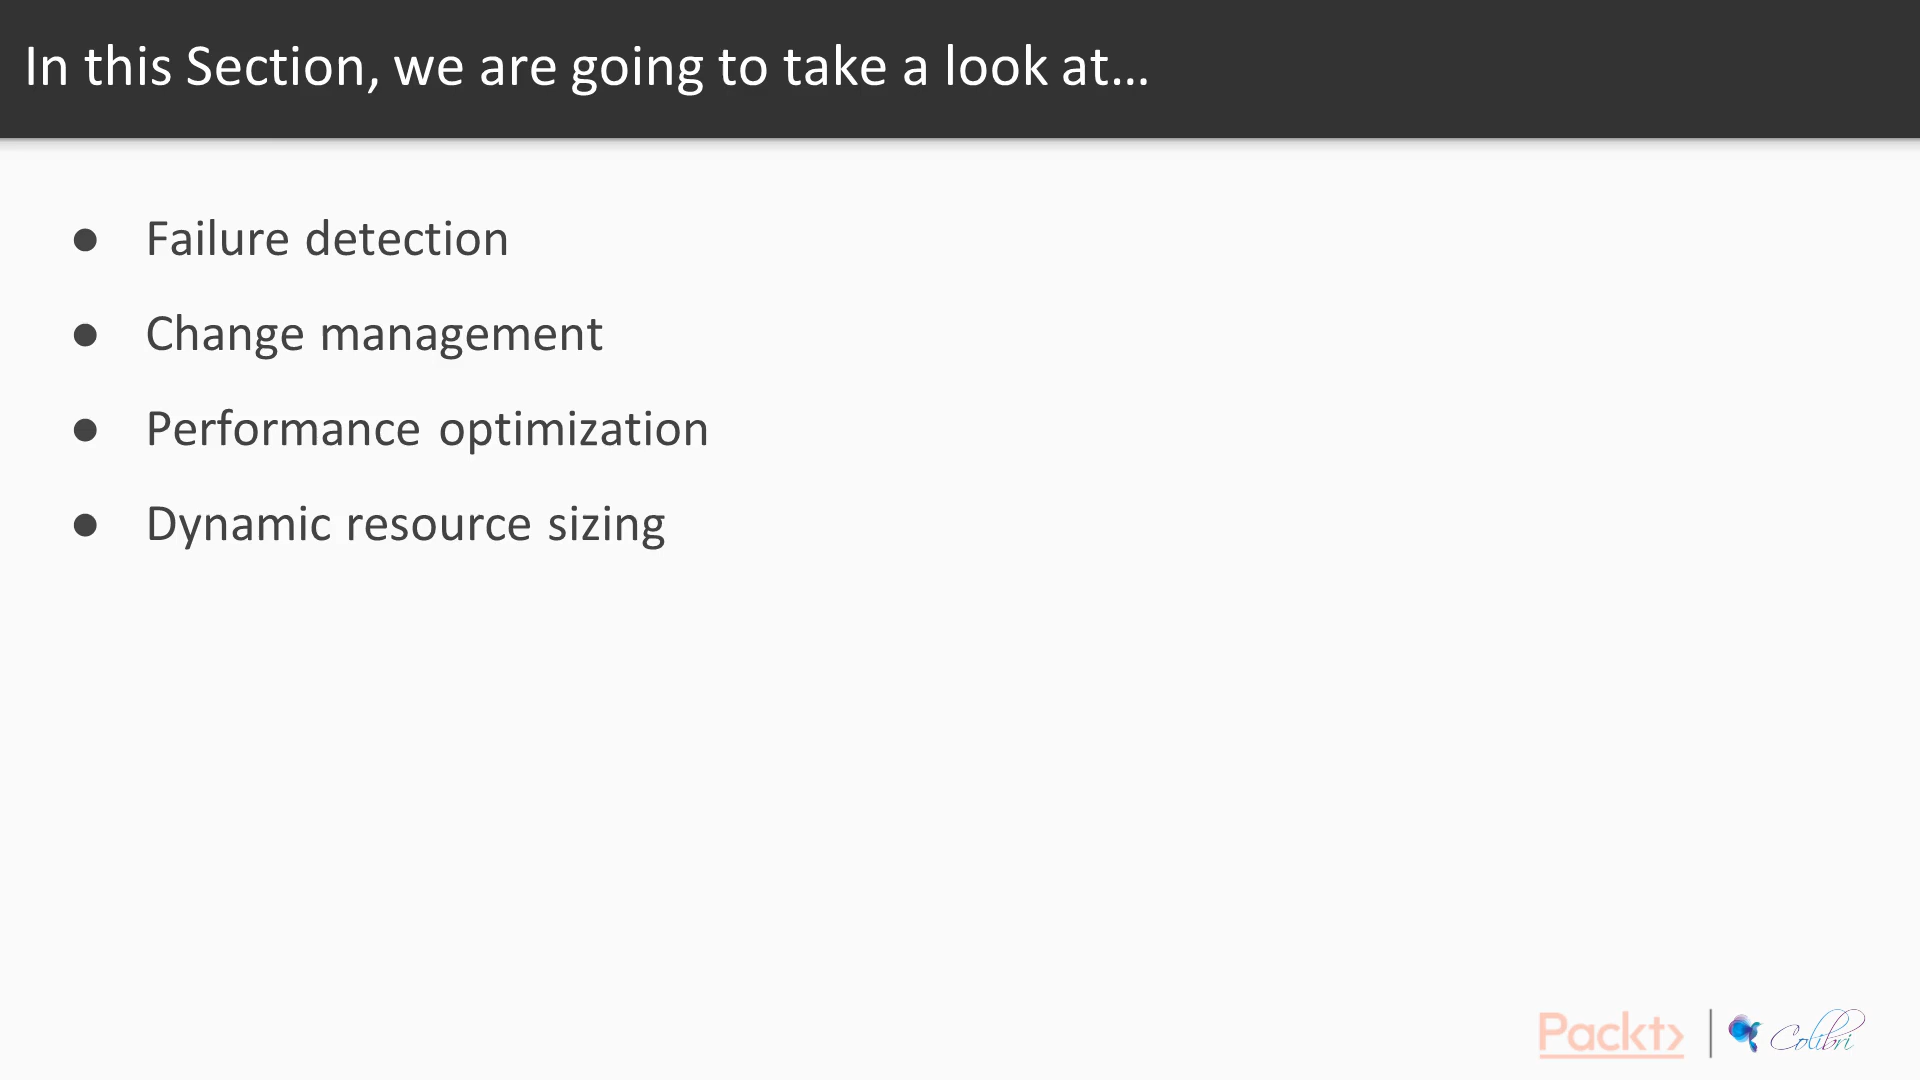 In this Section, we are going to take a look at…
● Failure detection
● Change management
● Performance optimization
● Dynamic resource sizing
Packt> | Colibri